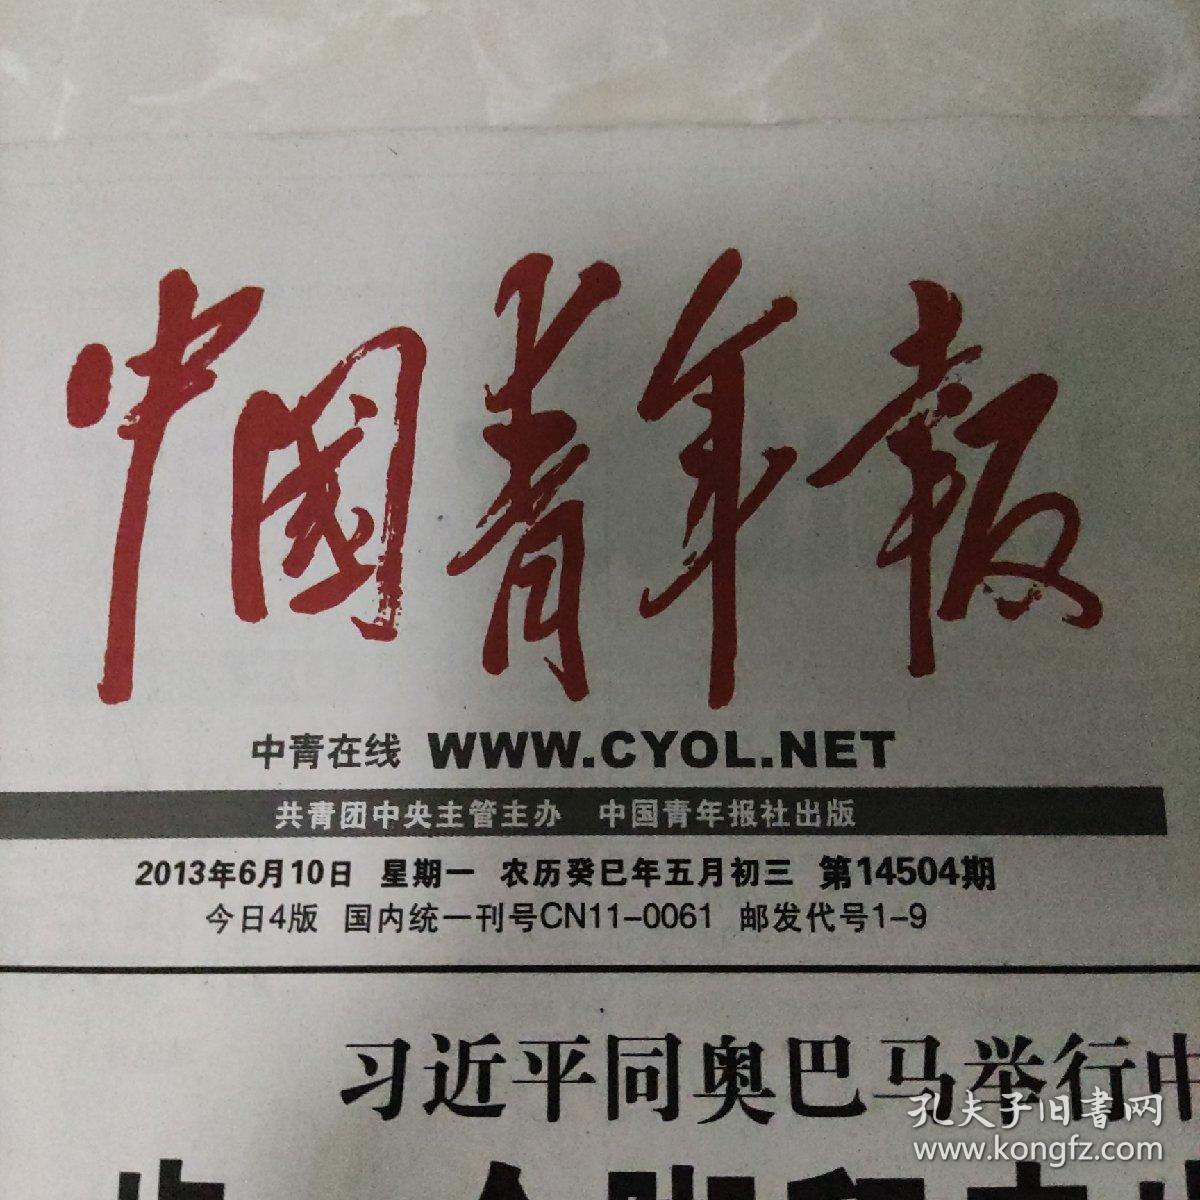 中國青年報
中青在线 WWW.CYOL.NET
共青团中央主管主办 中国青年报社出版
2013年6月10日 星期一 农历癸巳年五月初三 第14504期
今日4版 国内统一刊号CN11-0061 邮发代号1-9
习近平同奥巴马举行中
孔夫子旧书网
www.kongfz.com